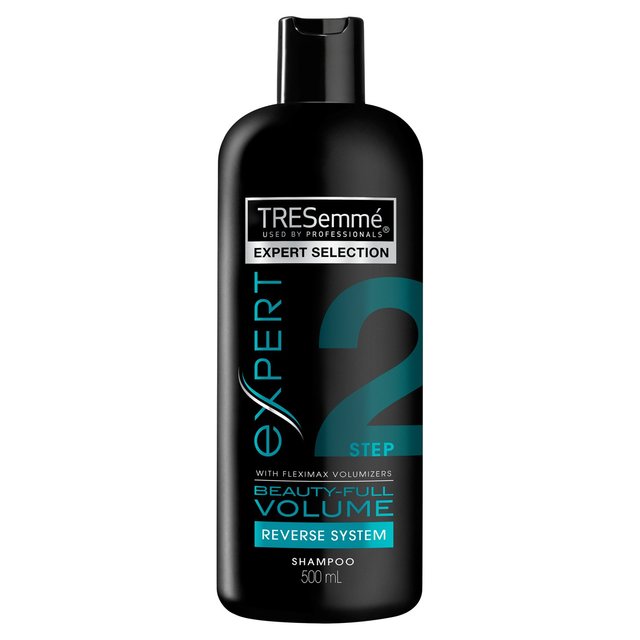 TRESemmé®
USED BY PROFESSIONALS
EXPERT SELECTION
eXPERT
2
STEP
WITH FLEXIMAX VOLUMIZERS
BEAUTY-FULL
VOLUME
REVERSE SYSTEM
SHAMPOO
500 mL